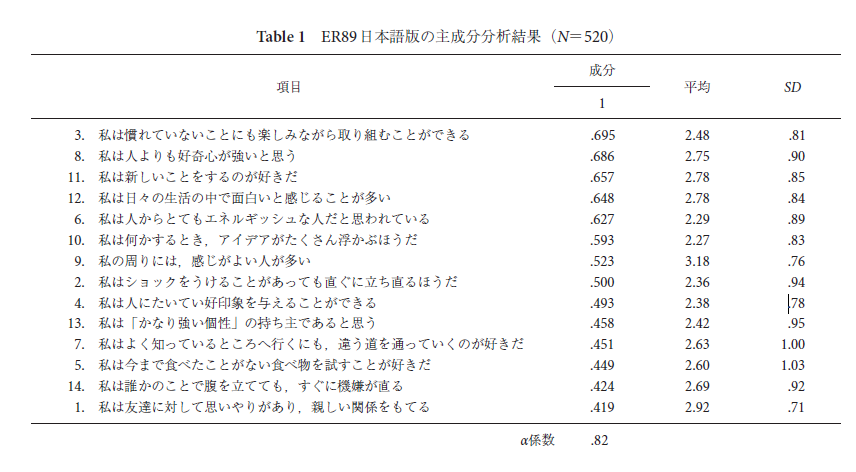 Table 1 ER89日本語版の主成分分析結果（N＝520）
項目 成分 平均 SD
1
3. 私は慣れていないことにも楽しみながら取り組むことができる .695 2.48 .81
8. 私は人よりも好奇心が強いと思う .686 2.75 .90
11. 私は新しいことをするのが好きだ .657 2.78 .85
12. 私は日々の生活の中で面白いと感じることが多い .648 2.78 .84
6. 私は人からとてもエネルギッシュな人だと思われている .627 2.29 .89
10. 私は何かするとき，アイデアがたくさん浮かぶほうだ .593 2.27 .83
9. 私の周りには，感じがよい人が多い .523 3.18 .76
2. 私はショックをうけることがあっても直ぐに立ち直るほうだ .500 2.36 .94
4. 私は人にたいてい好印象を与えることができる .493 2.38 .78
13. 私は「かなり強い個性」の持ち主であると思う .458 2.42 .95
7. 私はよく知っているところへ行くにも，違う道を通っていくのが好きだ .451 2.63 1.00
5. 私は今まで食べたことがない食べ物を試すことが好きだ .449 2.60 1.03
14. 私は誰かのことで腹を立てても，すぐに機嫌が直る .424 2.69 .92
1. 私は友達に対して思いやりがあり，親しい関係をもてる .419 2.92 .71
α係数 .82